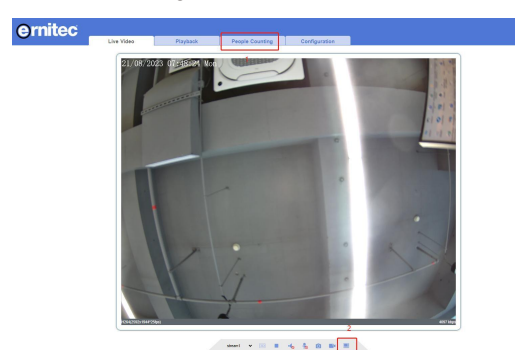 ernitec
Live Video Playback People Counting Configuration
21/08/2023 07:48:24 Mon
2
stream1